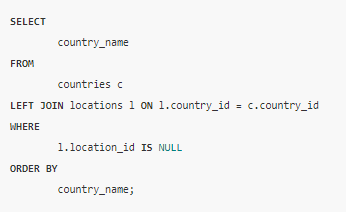 SELECT
country_name
FROM
countries c
LEFT JOIN locations l ON l.country_id = c.country_id
WHERE
l.location_id IS NULL
ORDER BY
country_name;